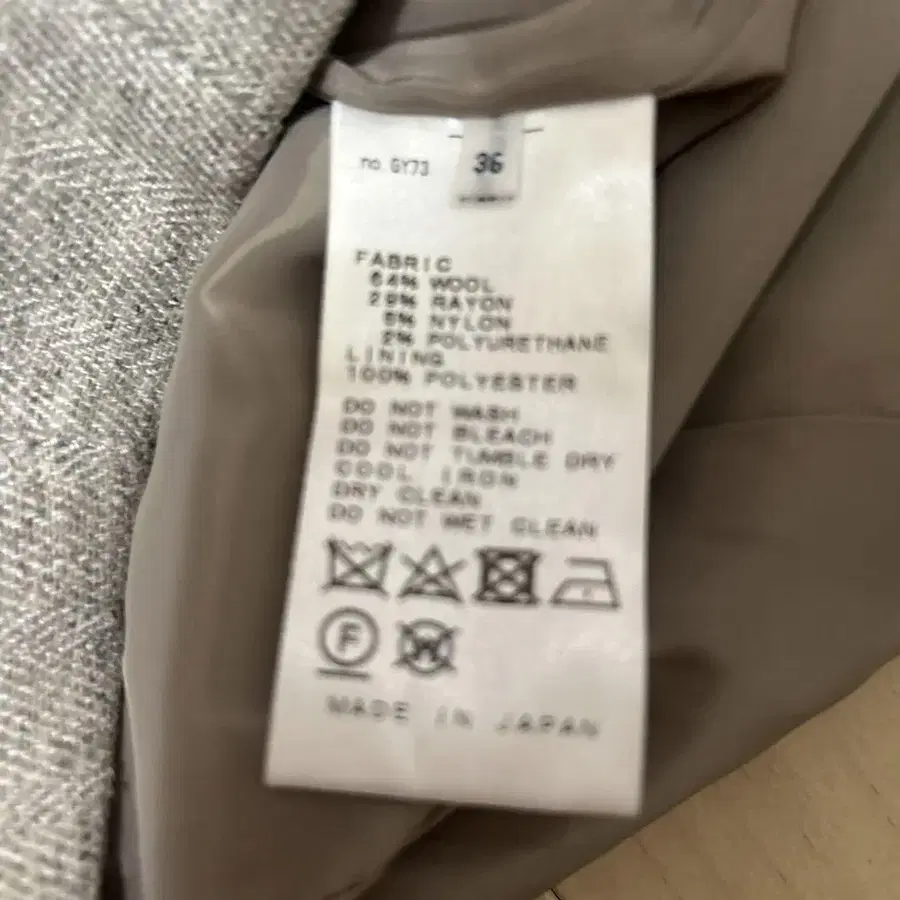 no. GY73
36
FABRIC
64% WOOL
29% RAYON
5% NYLON
2% POLYURETHANE
LINING
100% POLYESTER
DO NOT WASH
DO NOT BLEACH
DO NOT TUMBLE DRY
COOL IRON
DRY CLEAN
DO NOT WET CLEAN
F W
MADE IN JAPAN